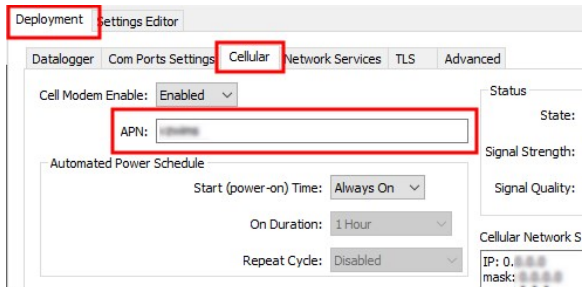 Deployment Settings Editor
Datalogger Com Ports Settings Cellular Network Services TLS Advanced
Cell Modem Enable: Enabled
APN:
Automated Power Schedule
Start (power-on) Time: Always On
On Duration: 1 Hour
Repeat Cycle: Disabled
Status
State:
Signal Strength:
Signal Quality:
Cellular Network S
IP: 0.
mask: